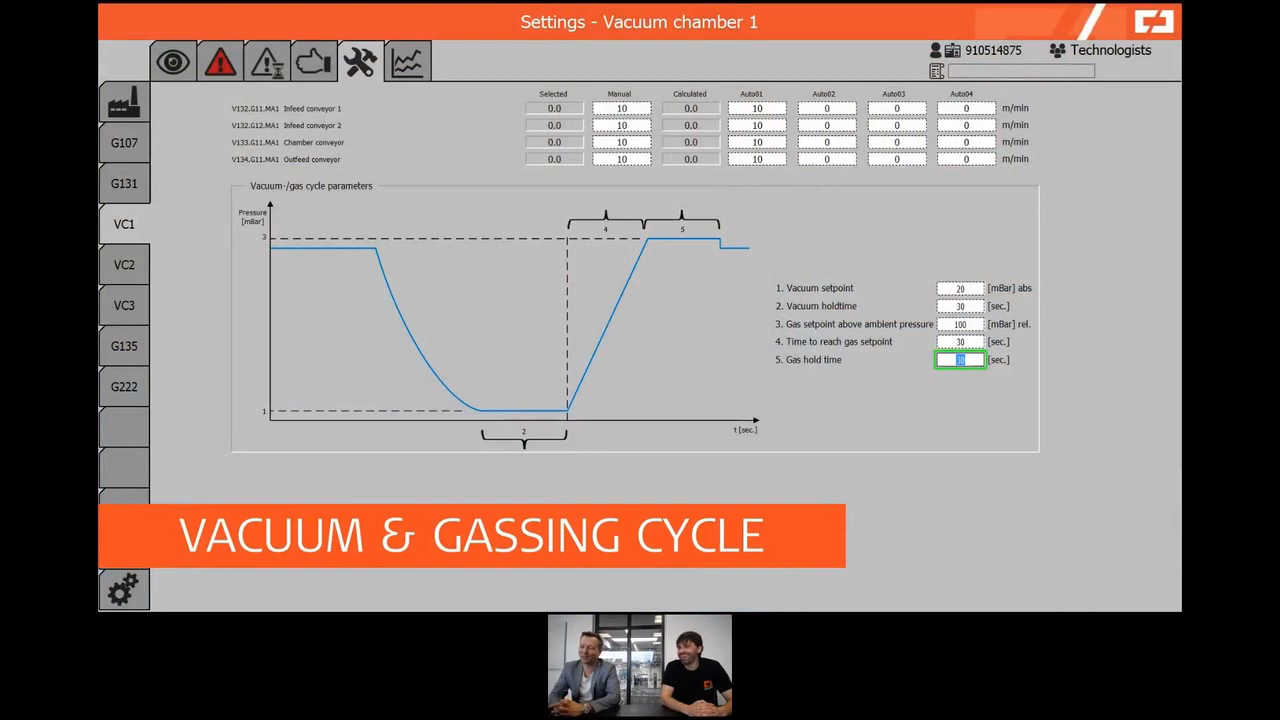 Settings - Vacuum chamber 1
910514875 Technologists
Selected Manual Calculated Auto01 Auto02 Auto03 Auto04
V132.G11.MA1 Infeed conveyor 1 0.0 10 0.0 10 0 0 0 m/min
V132.G12.MA1 Infeed conveyor 2 0.0 10 0.0 10 0 0 0 m/min
V133.G11.MA1 Chamber conveyor 0.0 10 0.0 10 0 0 0 m/min
V134.G11.MA1 Outfeed conveyor 0.0 10 0.0 10 0 0 0 m/min
G107
G131
VC1
VC2
VC3
G135
G222
Vacuum-/gas cycle parameters
Pressure
[mBar]
4 5
3
1
2
t [sec.]
1. Vacuum setpoint 20 [mBar] abs
2. Vacuum holdtime 30 [sec.]
3. Gas setpoint above ambient pressure 100 [mBar] rel.
4. Time to reach gas setpoint 30 [sec.]
5. Gas hold time 30 [sec.]
VACUUM & GASSING CYCLE